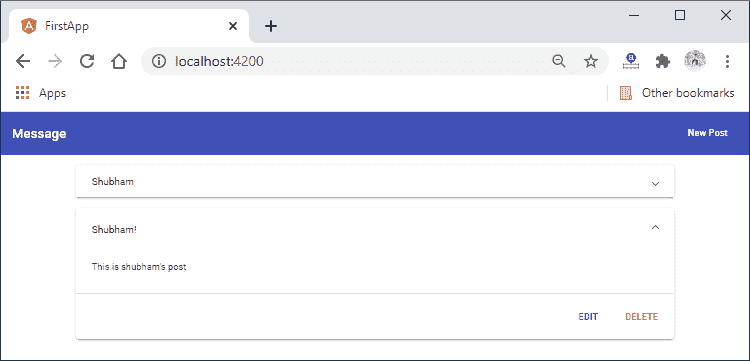 FirstApp
localhost:4200
Apps Other bookmarks
Message New Post
Shubham
Shubham!
This is shubham's post
EDIT DELETE